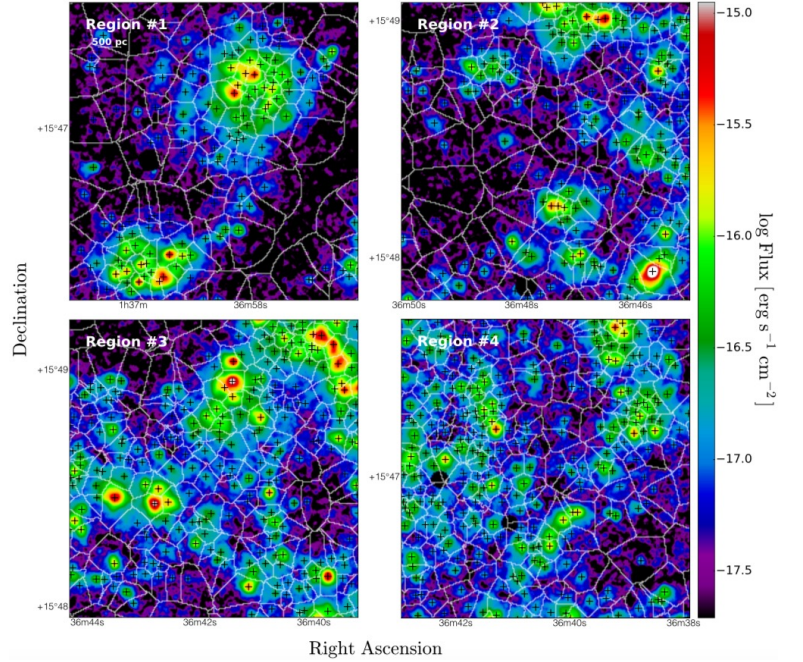 Region #1
500 pc
+15°47
1h37m
36m58s
Region #2
+15°49
+15°48
36m50s
36m48s
36m46s
Region #3
+15°49
+15°48
36m44s
36m42s
36m40s
Region #4
+15°47
36m42s
36m40s
36m38s
−15.0
−15.5
−16.0
−16.5
−17.0
−17.5
log Flux [erg s⁻¹ cm⁻²]
Declination
Right Ascension